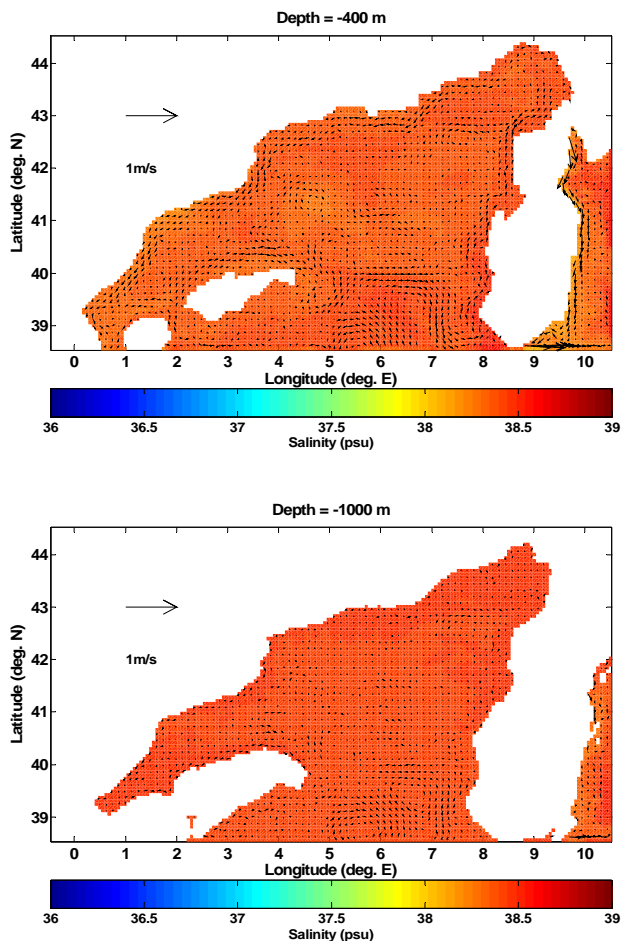 Depth = -400 m
44
43
42
41
40
39
Latitude (deg. N)
1m/s
0 1 2 3 4 5 6 7 8 9 10
Longitude (deg. E)
36 36.5 37 37.5 38 38.5 39
Salinity (psu)
Depth = -1000 m
44
43
42
41
40
39
Latitude (deg. N)
1m/s
0 1 2 3 4 5 6 7 8 9 10
Longitude (deg. E)
36 36.5 37 37.5 38 38.5 39
Salinity (psu)